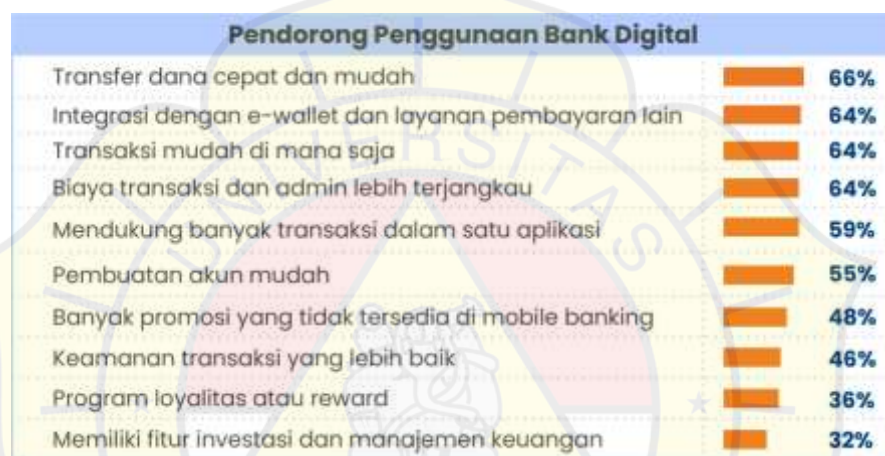 Pendorong Penggunaan Bank Digital
Transfer dana cepat dan mudah 66%
Integrasi dengan e-wallet dan layanan pembayaran lain 64%
Transaksi mudah di mana saja 64%
Biaya transaksi dan admin lebih terjangkau 64%
Mendukung banyak transaksi dalam satu aplikasi 59%
Pembuatan akun mudah 55%
Banyak promosi yang tidak tersedia di mobile banking 48%
Keamanan transaksi yang lebih baik 46%
Program loyalitas atau reward 36%
Memiliki fitur investasi dan manajemen keuangan 32%
UNIVERSITAS